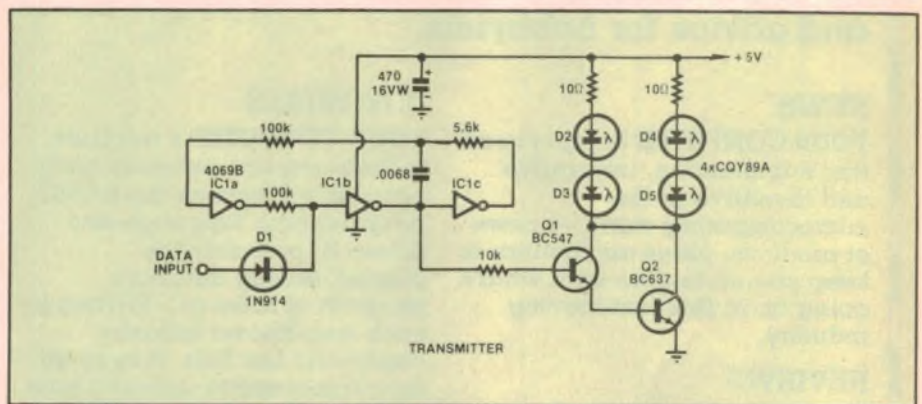 +5V
470
16VW
+
−
10Ω
10Ω
100k
5.6k
D2
λ
D4
λ
4069B
IC1a
100k
IC1b
.0068
IC1c
4xCQY89A
D3
λ
D5
λ
Q1
BC547
D1
DATA
INPUT
10k
Q2
BC637
1N914
TRANSMITTER